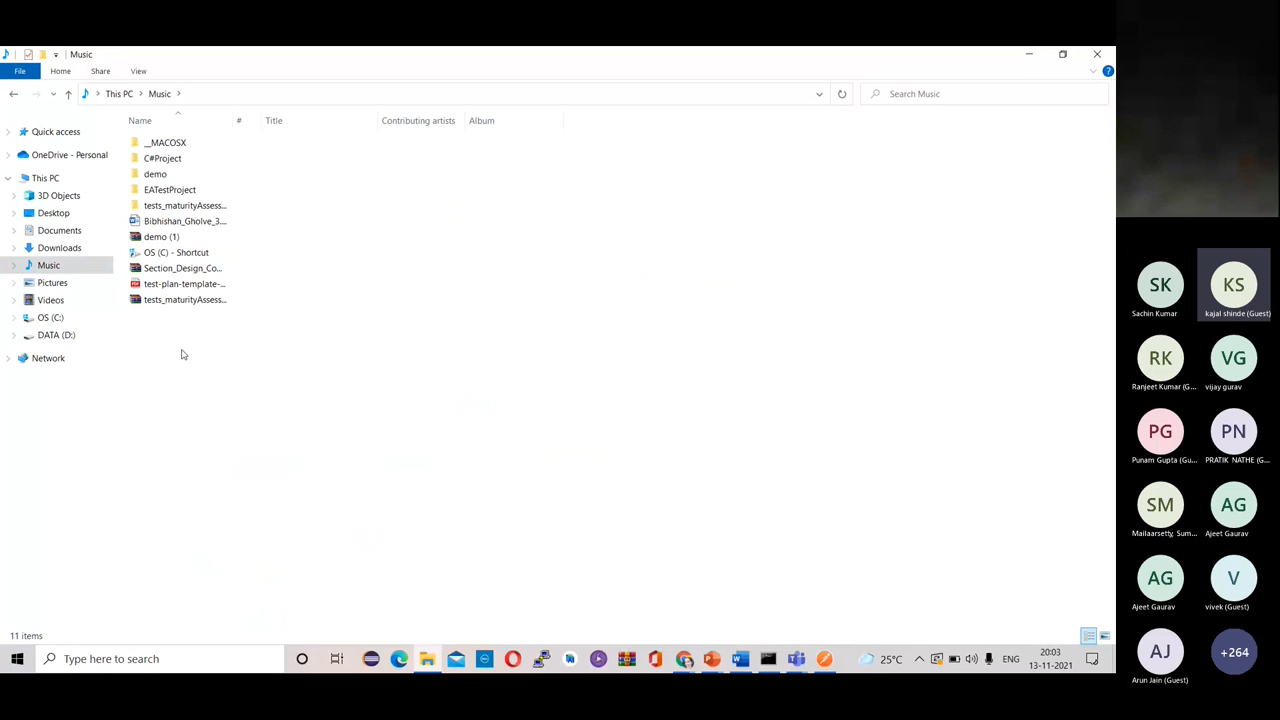 Music
File
Home
Share
View
This PC
Music
Search Music
Name
#
Title
Contributing artists
Album
Quick access
OneDrive - Personal
This PC
3D Objects
Desktop
Documents
Downloads
Music
Pictures
Videos
OS (C:)
DATA (D:)
Network
__MACOSX
C#Project
demo
EATestProject
tests_maturityAssess...
Bibhishan_Gholve_3....
demo (1)
OS (C) - Shortcut
Section_Design_Co...
test-plan-template-...
tests_maturityAssess...
11 items
Type here to search
25°C
ENG
20:03
13-11-2021
SK
Sachin Kumar
KS
kajal shinde (Guest)
RK
Ranjeet Kumar (G...
VG
vijay gurav
PG
Punam Gupta (Gu...
PN
PRATIK NATHE (G...
SM
Mailaarsetty, Sum...
AG
Ajeet Gaurav
AG
Ajeet Gaurav
V
vivek (Guest)
AJ
Arun Jain (Guest)
+264